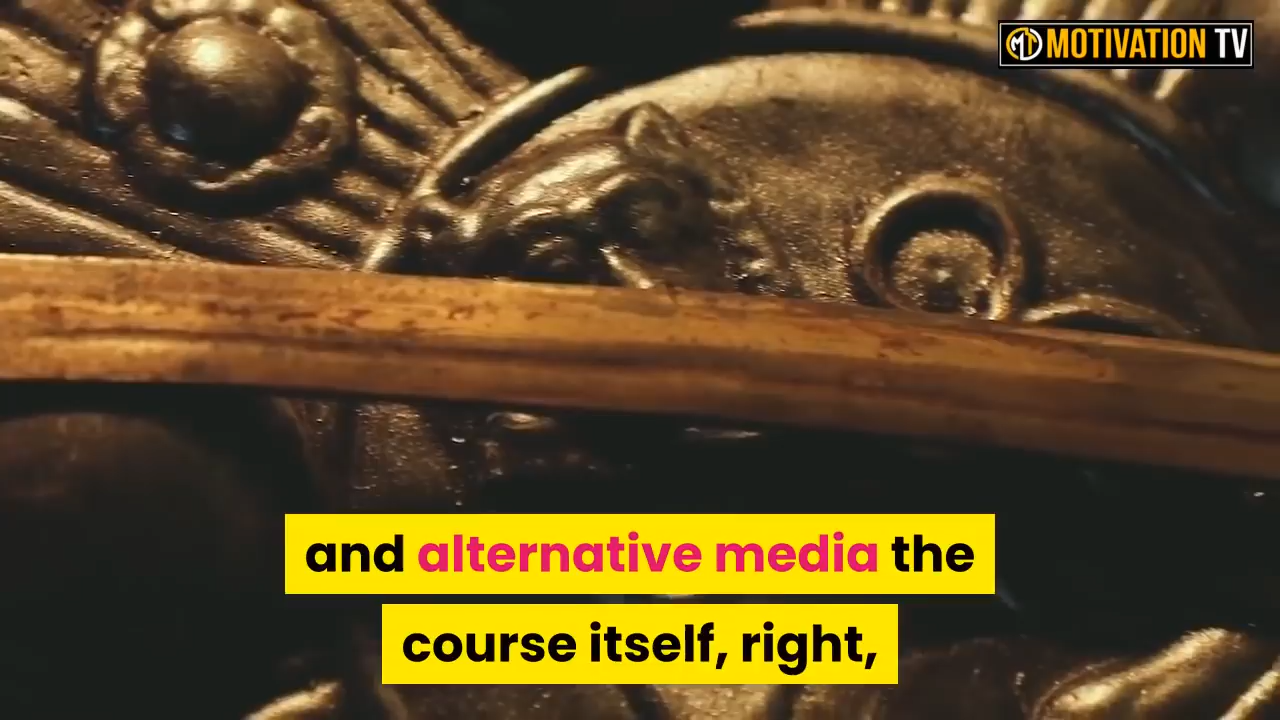 MOTIVATION TV
and alternative media the
course itself, right,